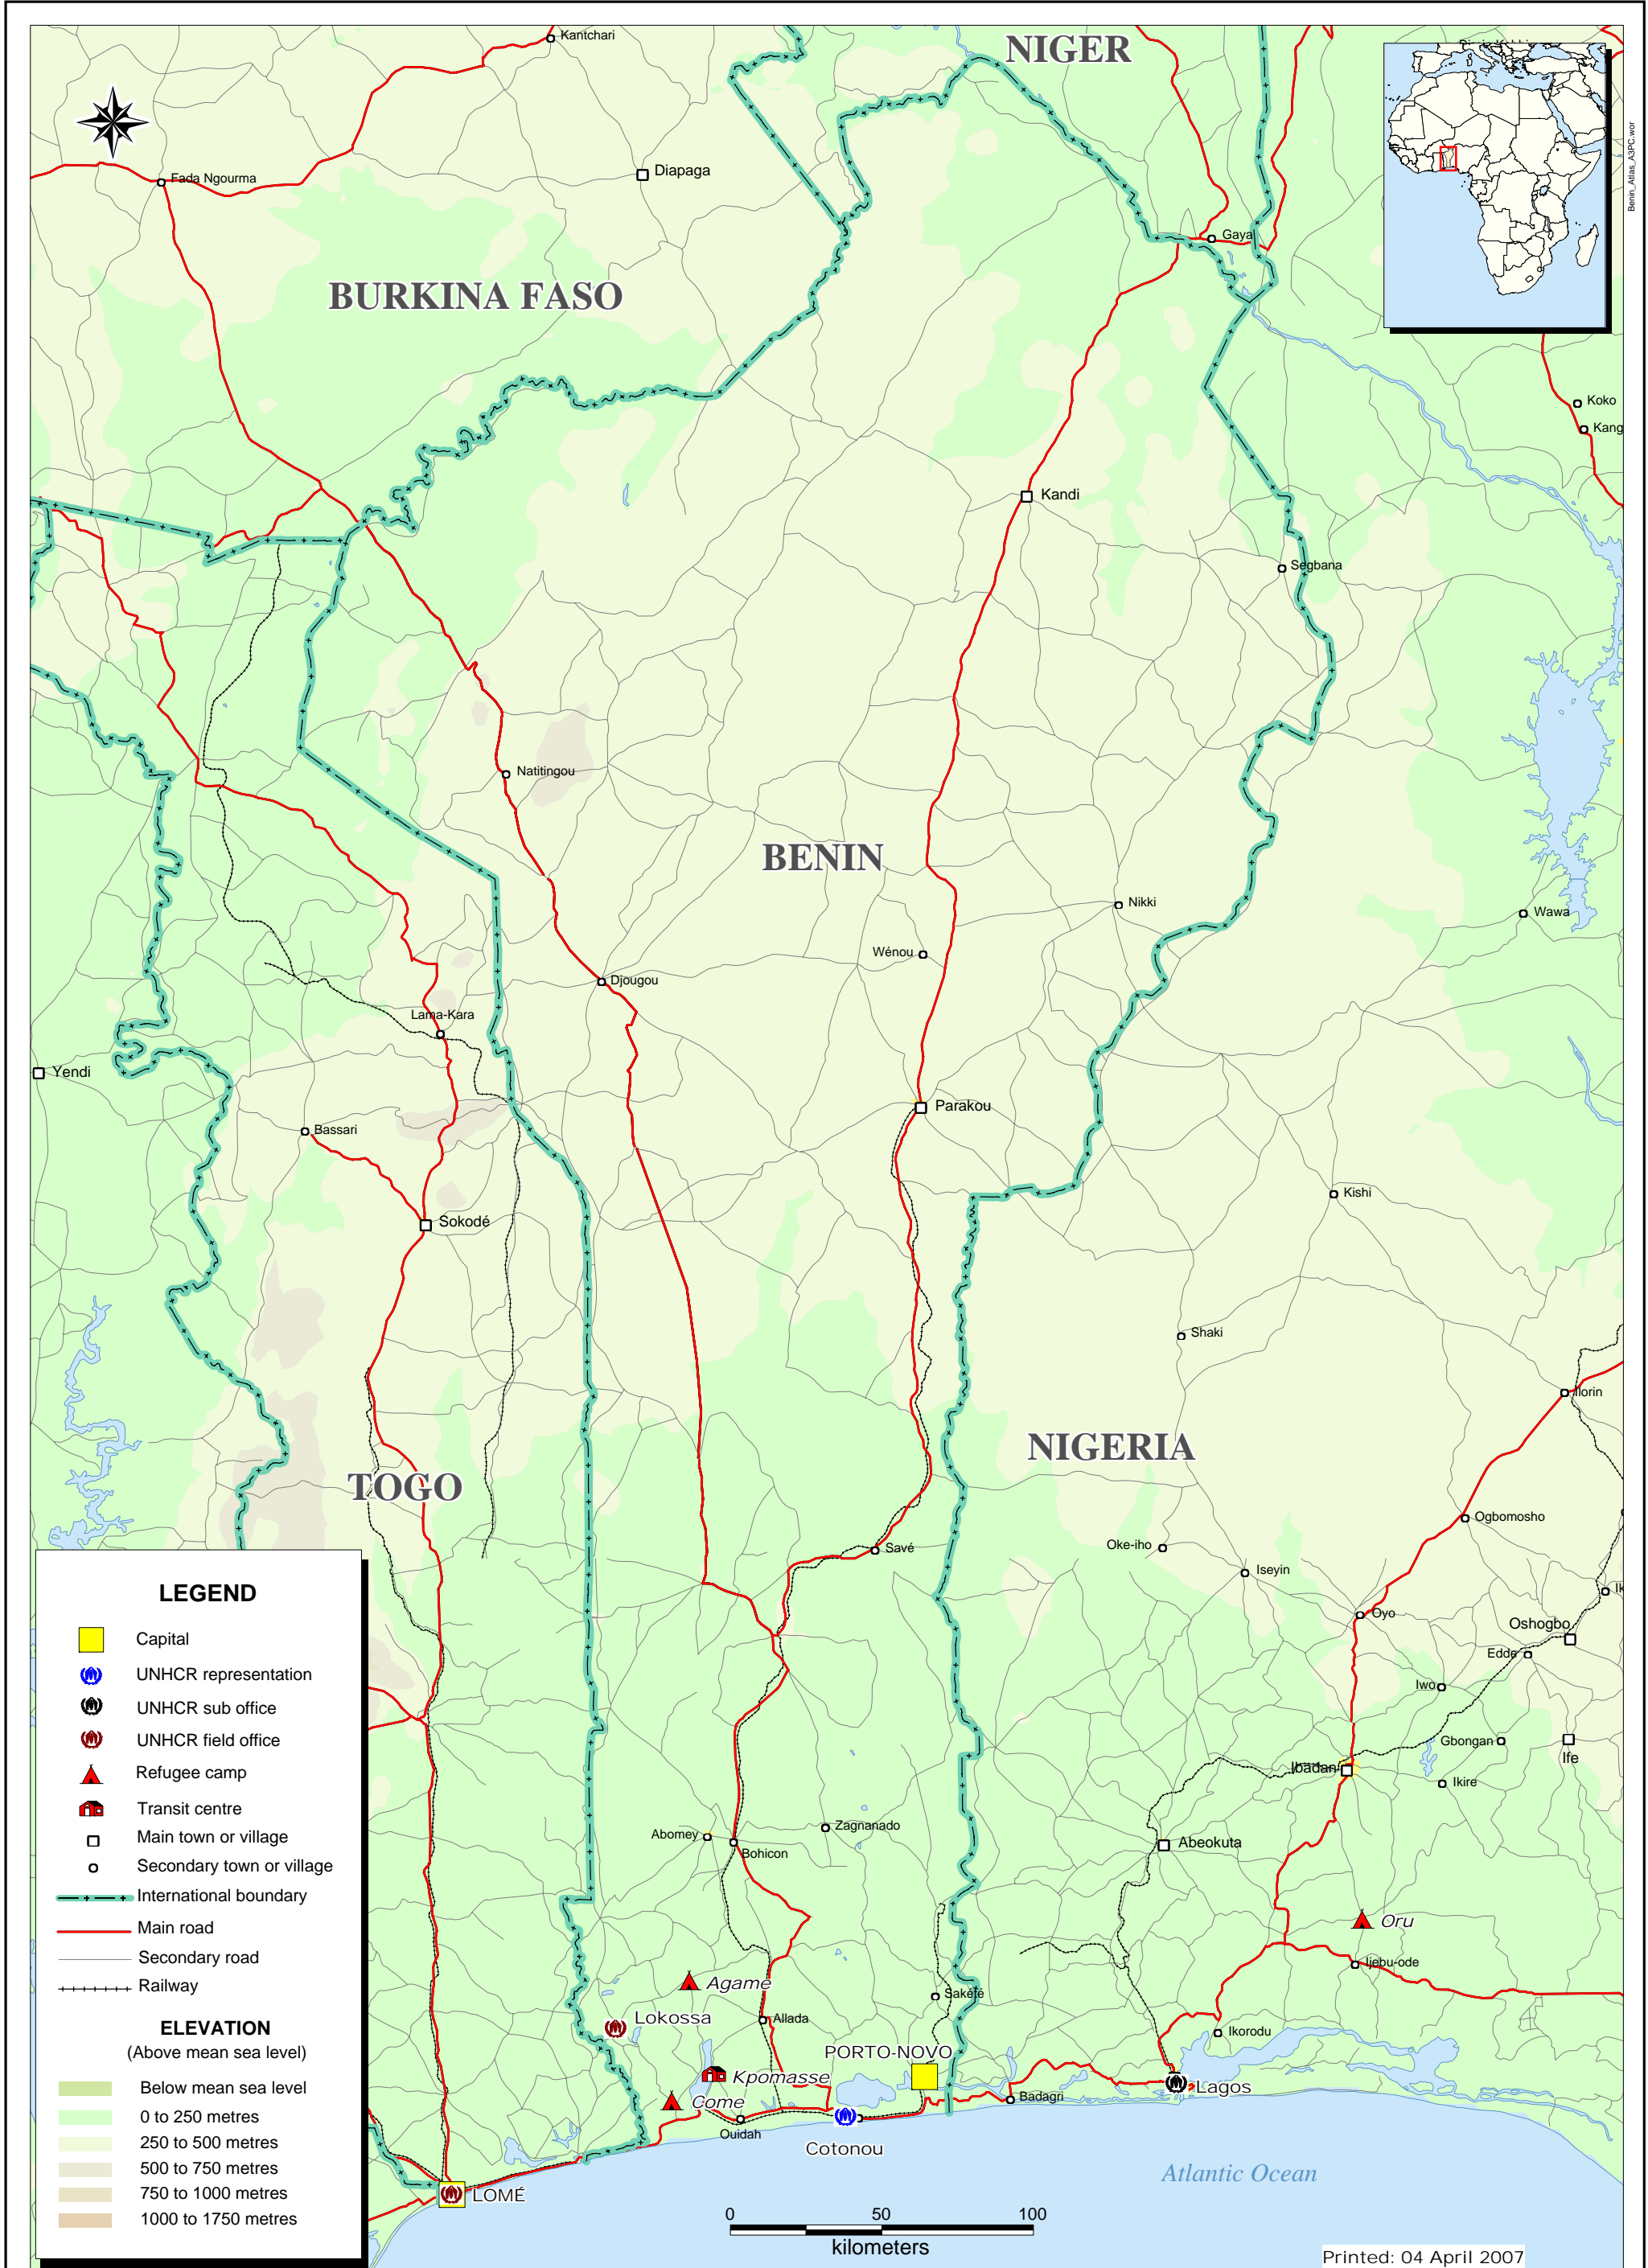 Kantchari
NIGER
Benin_Atlas_A3PC.wor
Fada Ngourma
Diapaga
Gaya
BURKINA FASO
Koko
Kang
Kandi
Segbana
Natitingou
BENIN
Nikki
Wawa
Wénou
Djougou
Lama-Kara
Yendi
Parakou
Bassari
Kishi
Sokodé
Shaki
Ilorin
NIGERIA
TOGO
Ogbomosho
Oke-iho
Savé
Iseyin
Ik
Oyo
Oshogbo
Edde
Iwo
Gbongan
Ife
Ibadan
Ikire
Abomey
Zagnanado
Bohicon
Abeokuta
Oru
Ijebu-ode
Agame
Sakété
Lokossa
Allada
Ikorodu
PORTO-NOVO
Kpomasse
Lagos
Come
Badagri
Ouidah
Cotonou
Atlantic Ocean
LOMÉ
LEGEND
Capital
UNHCR representation
UNHCR sub office
UNHCR field office
Refugee camp
Transit centre
Main town or village
Secondary town or village
International boundary
Main road
Secondary road
Railway
ELEVATION
(Above mean sea level)
Below mean sea level
0 to 250 metres
250 to 500 metres
500 to 750 metres
750 to 1000 metres
1000 to 1750 metres
0 50 100
kilometers
Printed: 04 April 2007